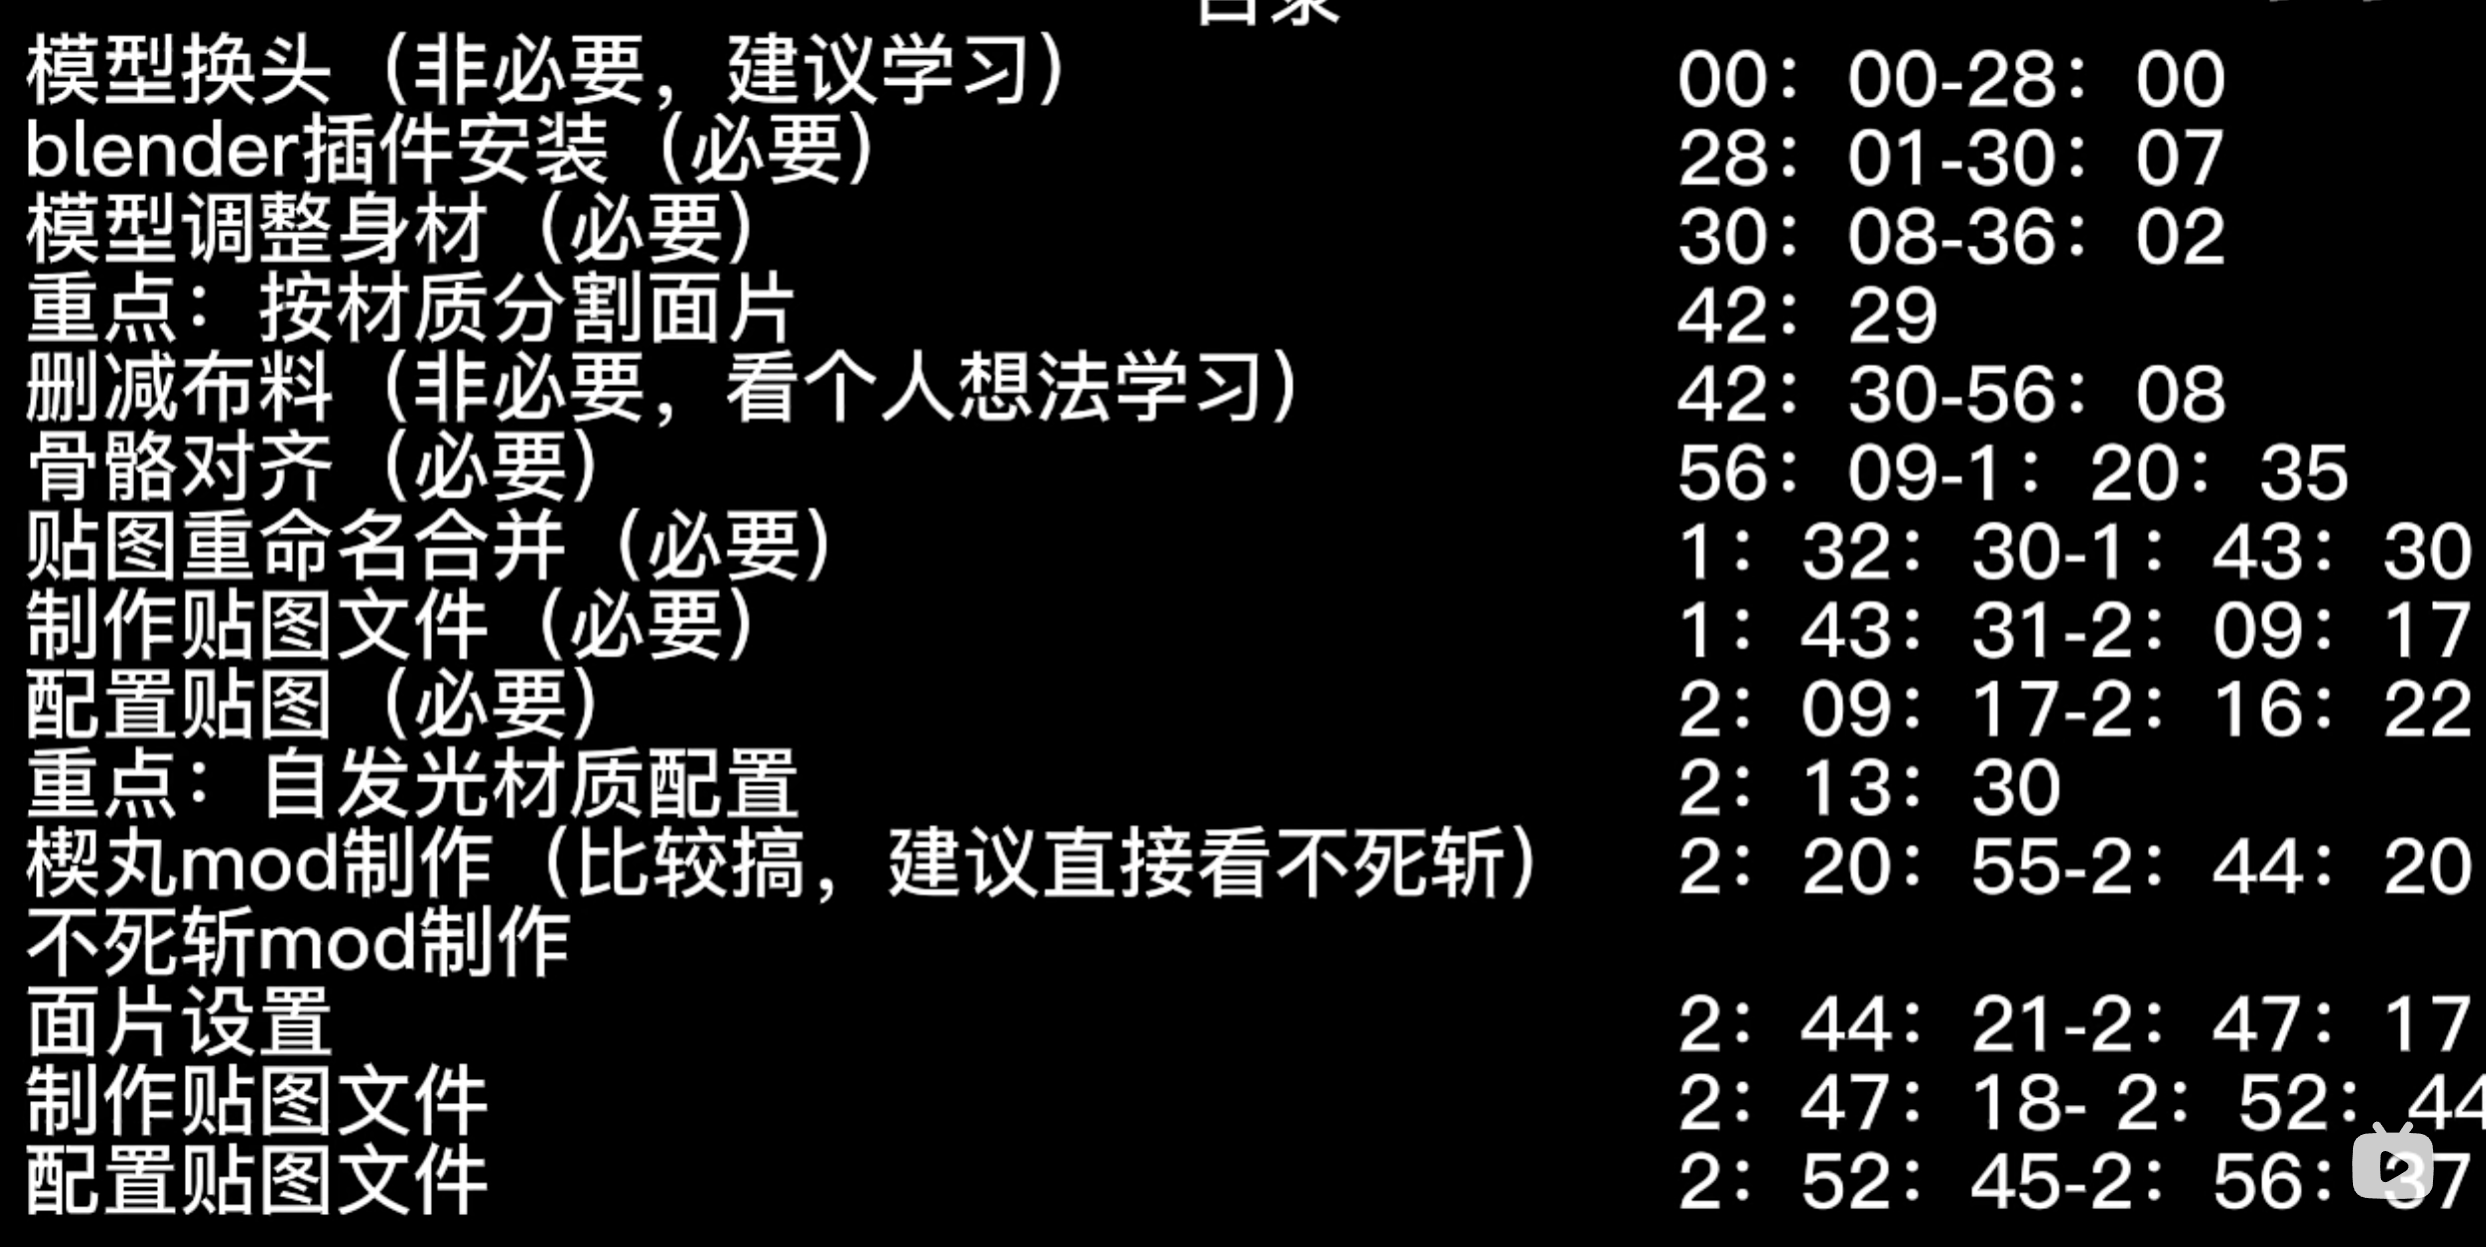 目录
模型换头（非必要，建议学习） 00：00-28：00
blender插件安装（必要） 28：01-30：07
模型调整身材（必要） 30：08-36：02
重点：按材质分割面片 42：29
删减布料（非必要，看个人想法学习） 42：30-56：08
骨骼对齐（必要） 56：09-1：20：35
贴图重命名合并（必要） 1：32：30-1：43：30
制作贴图文件（必要） 1：43：31-2：09：17
配置贴图（必要） 2：09：17-2：16：22
重点：自发光材质配置 2：13：30
楔丸mod制作（比较搞，建议直接看不死斩） 2：20：55-2：44：20
不死斩mod制作
面片设置 2：44：21-2：47：17
制作贴图文件 2：47：18- 2：52：44
配置贴图文件 2：52：45-2：56：37